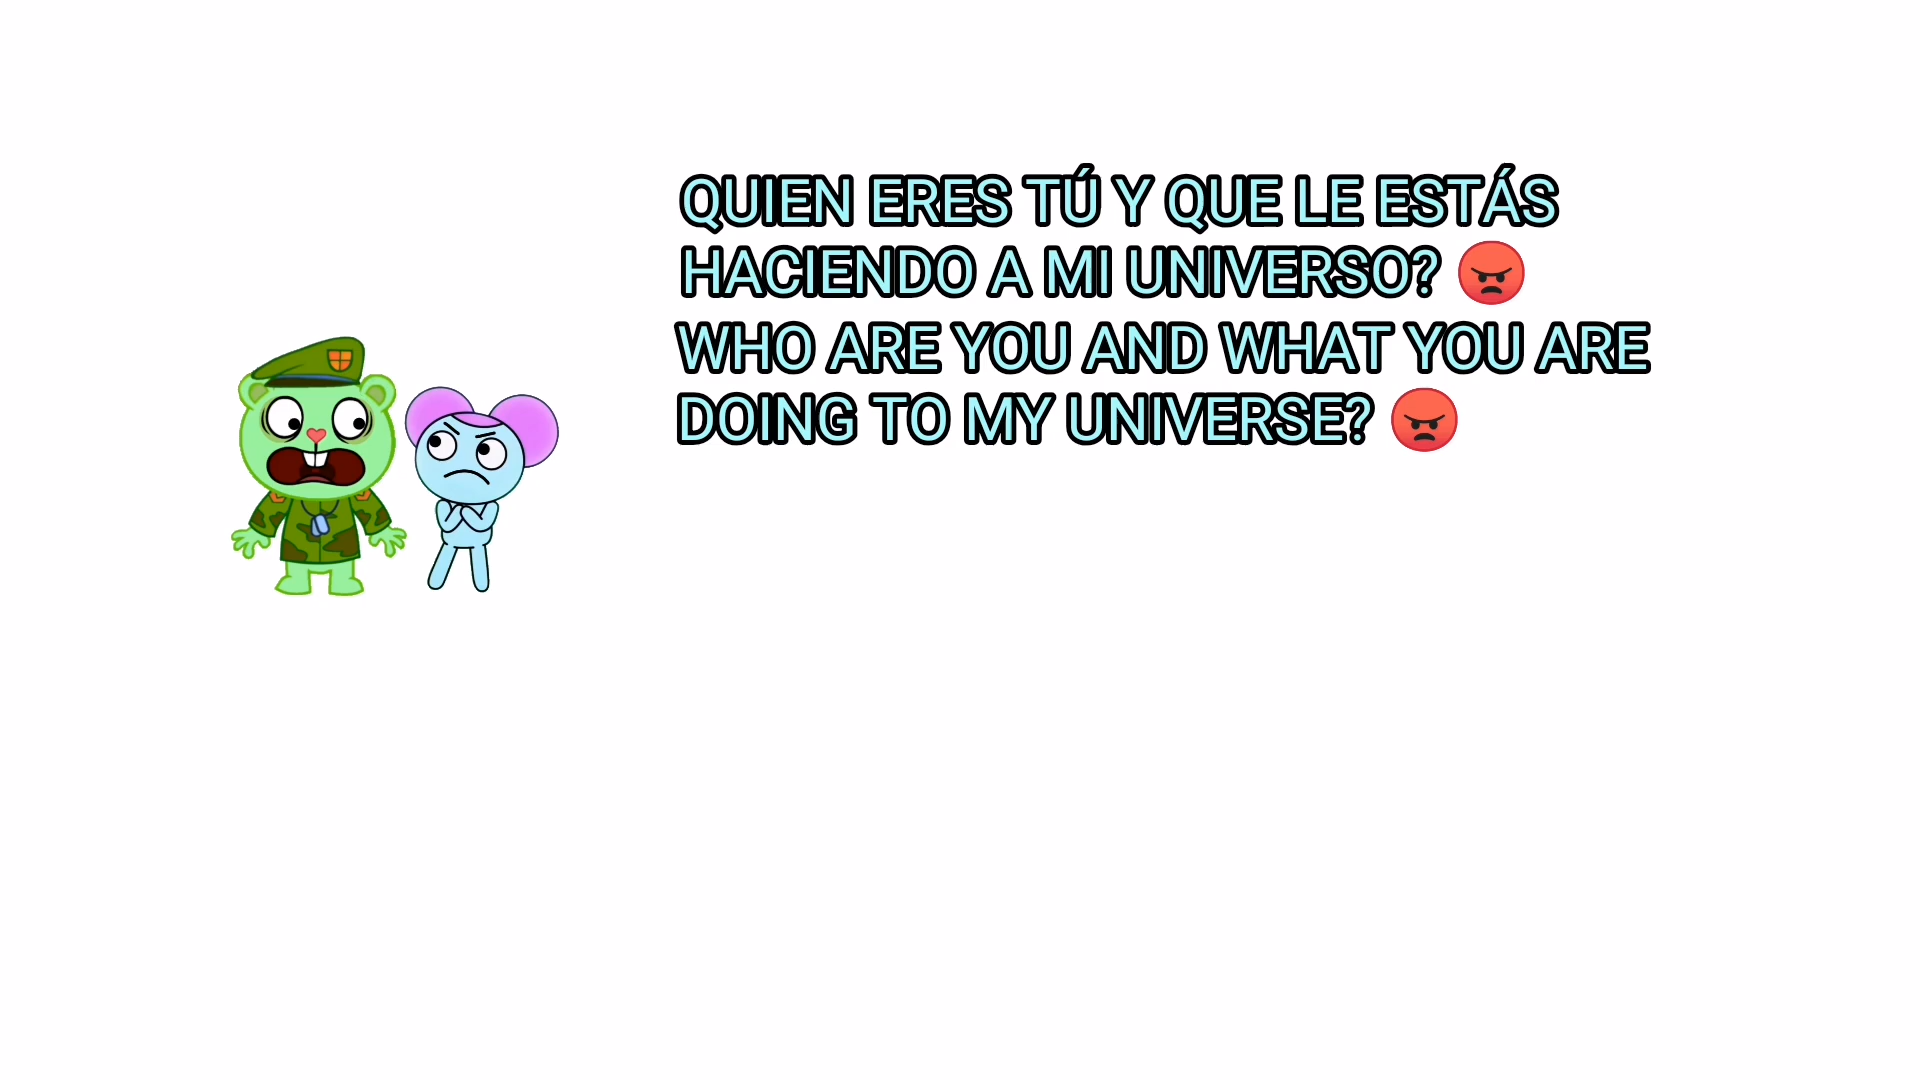 QUIEN ERES TÚ Y QUE LE ESTÁS
HACIENDO A MI UNIVERSO? 😡
WHO ARE YOU AND WHAT YOU ARE
DOING TO MY UNIVERSE? 😡